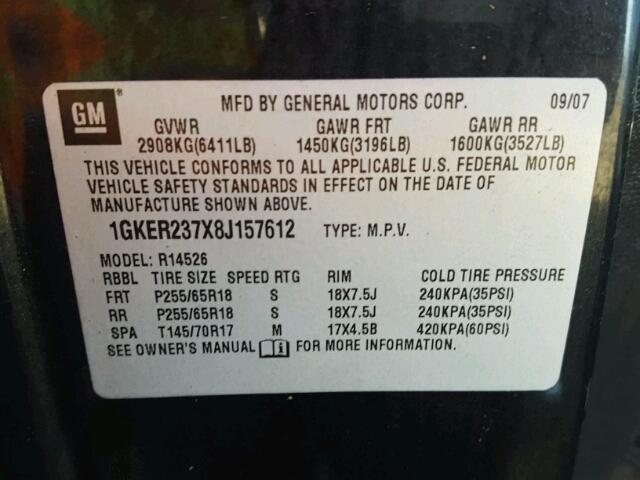 GM ® MFD BY GENERAL MOTORS CORP. 09/07
GVWR GAWR FRT GAWR RR
2908KG(6411LB) 1450KG(3196LB) 1600KG(3527LB)
THIS VEHICLE CONFORMS TO ALL APPLICABLE U.S. FEDERAL MOTOR
VEHICLE SAFETY STANDARDS IN EFFECT ON THE DATE OF
MANUFACTURE SHOWN ABOVE.
1GKER237X8J157612 TYPE: M.P.V.
MODEL: R14526
RBBL TIRE SIZE SPEED RTG RIM COLD TIRE PRESSURE
FRT P255/65R18 S 18X7.5J 240KPA(35PSI)
RR P255/65R18 S 18X7.5J 240KPA(35PSI)
SPA T145/70R17 M 17X4.5B 420KPA(60PSI)
SEE OWNER'S MANUAL FOR MORE INFORMATION.